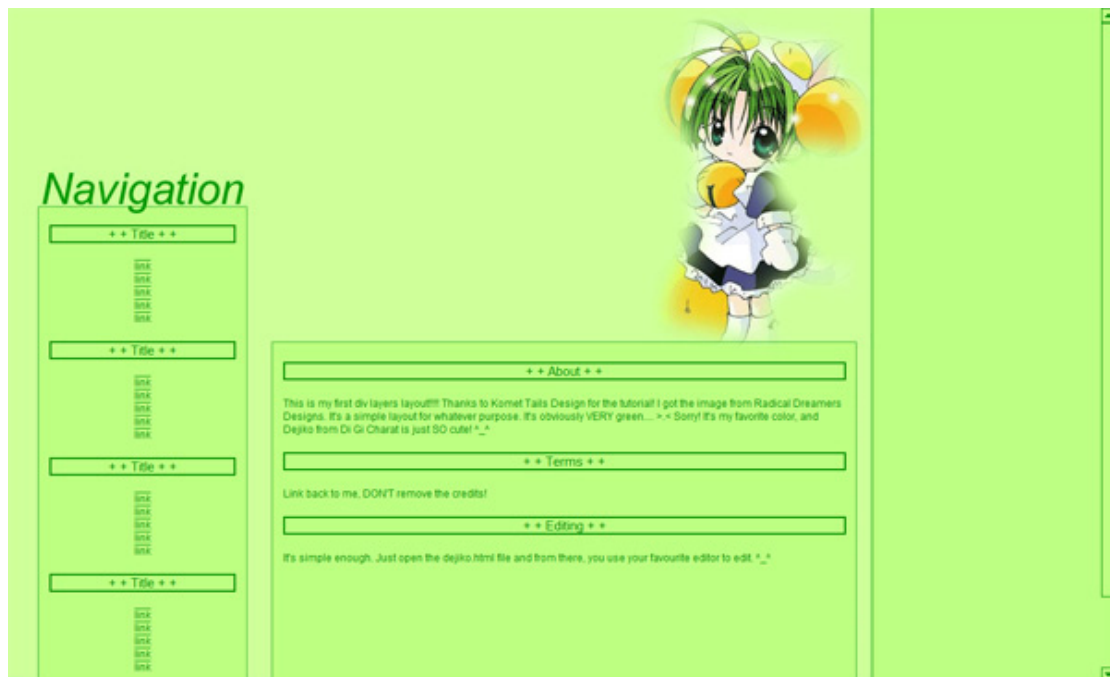 Navigation
+ + Title + +
link
link
link
link
link
+ + Title + +
link
link
link
link
link
+ + Title + +
link
link
link
link
link
+ + Title + +
link
link
link
link
link
+ + About + +
This is my first div layers layout!!!! Thanks to Komet Tails Design for the tutorial! I got the image from Radical Dreamers
Designs. It's a simple layout for whatever purpose. It's obviously VERY green.... >.< Sorry! It's my favorite color, and
Dejiko from Di Gi Charat is just SO cute! ^_^
+ + Terms + +
Link back to me, DON'T remove the credits!
+ + Editing + +
It's simple enough. Just open the dejiko.html file and from there, you use your favourite editor to edit. ^_^